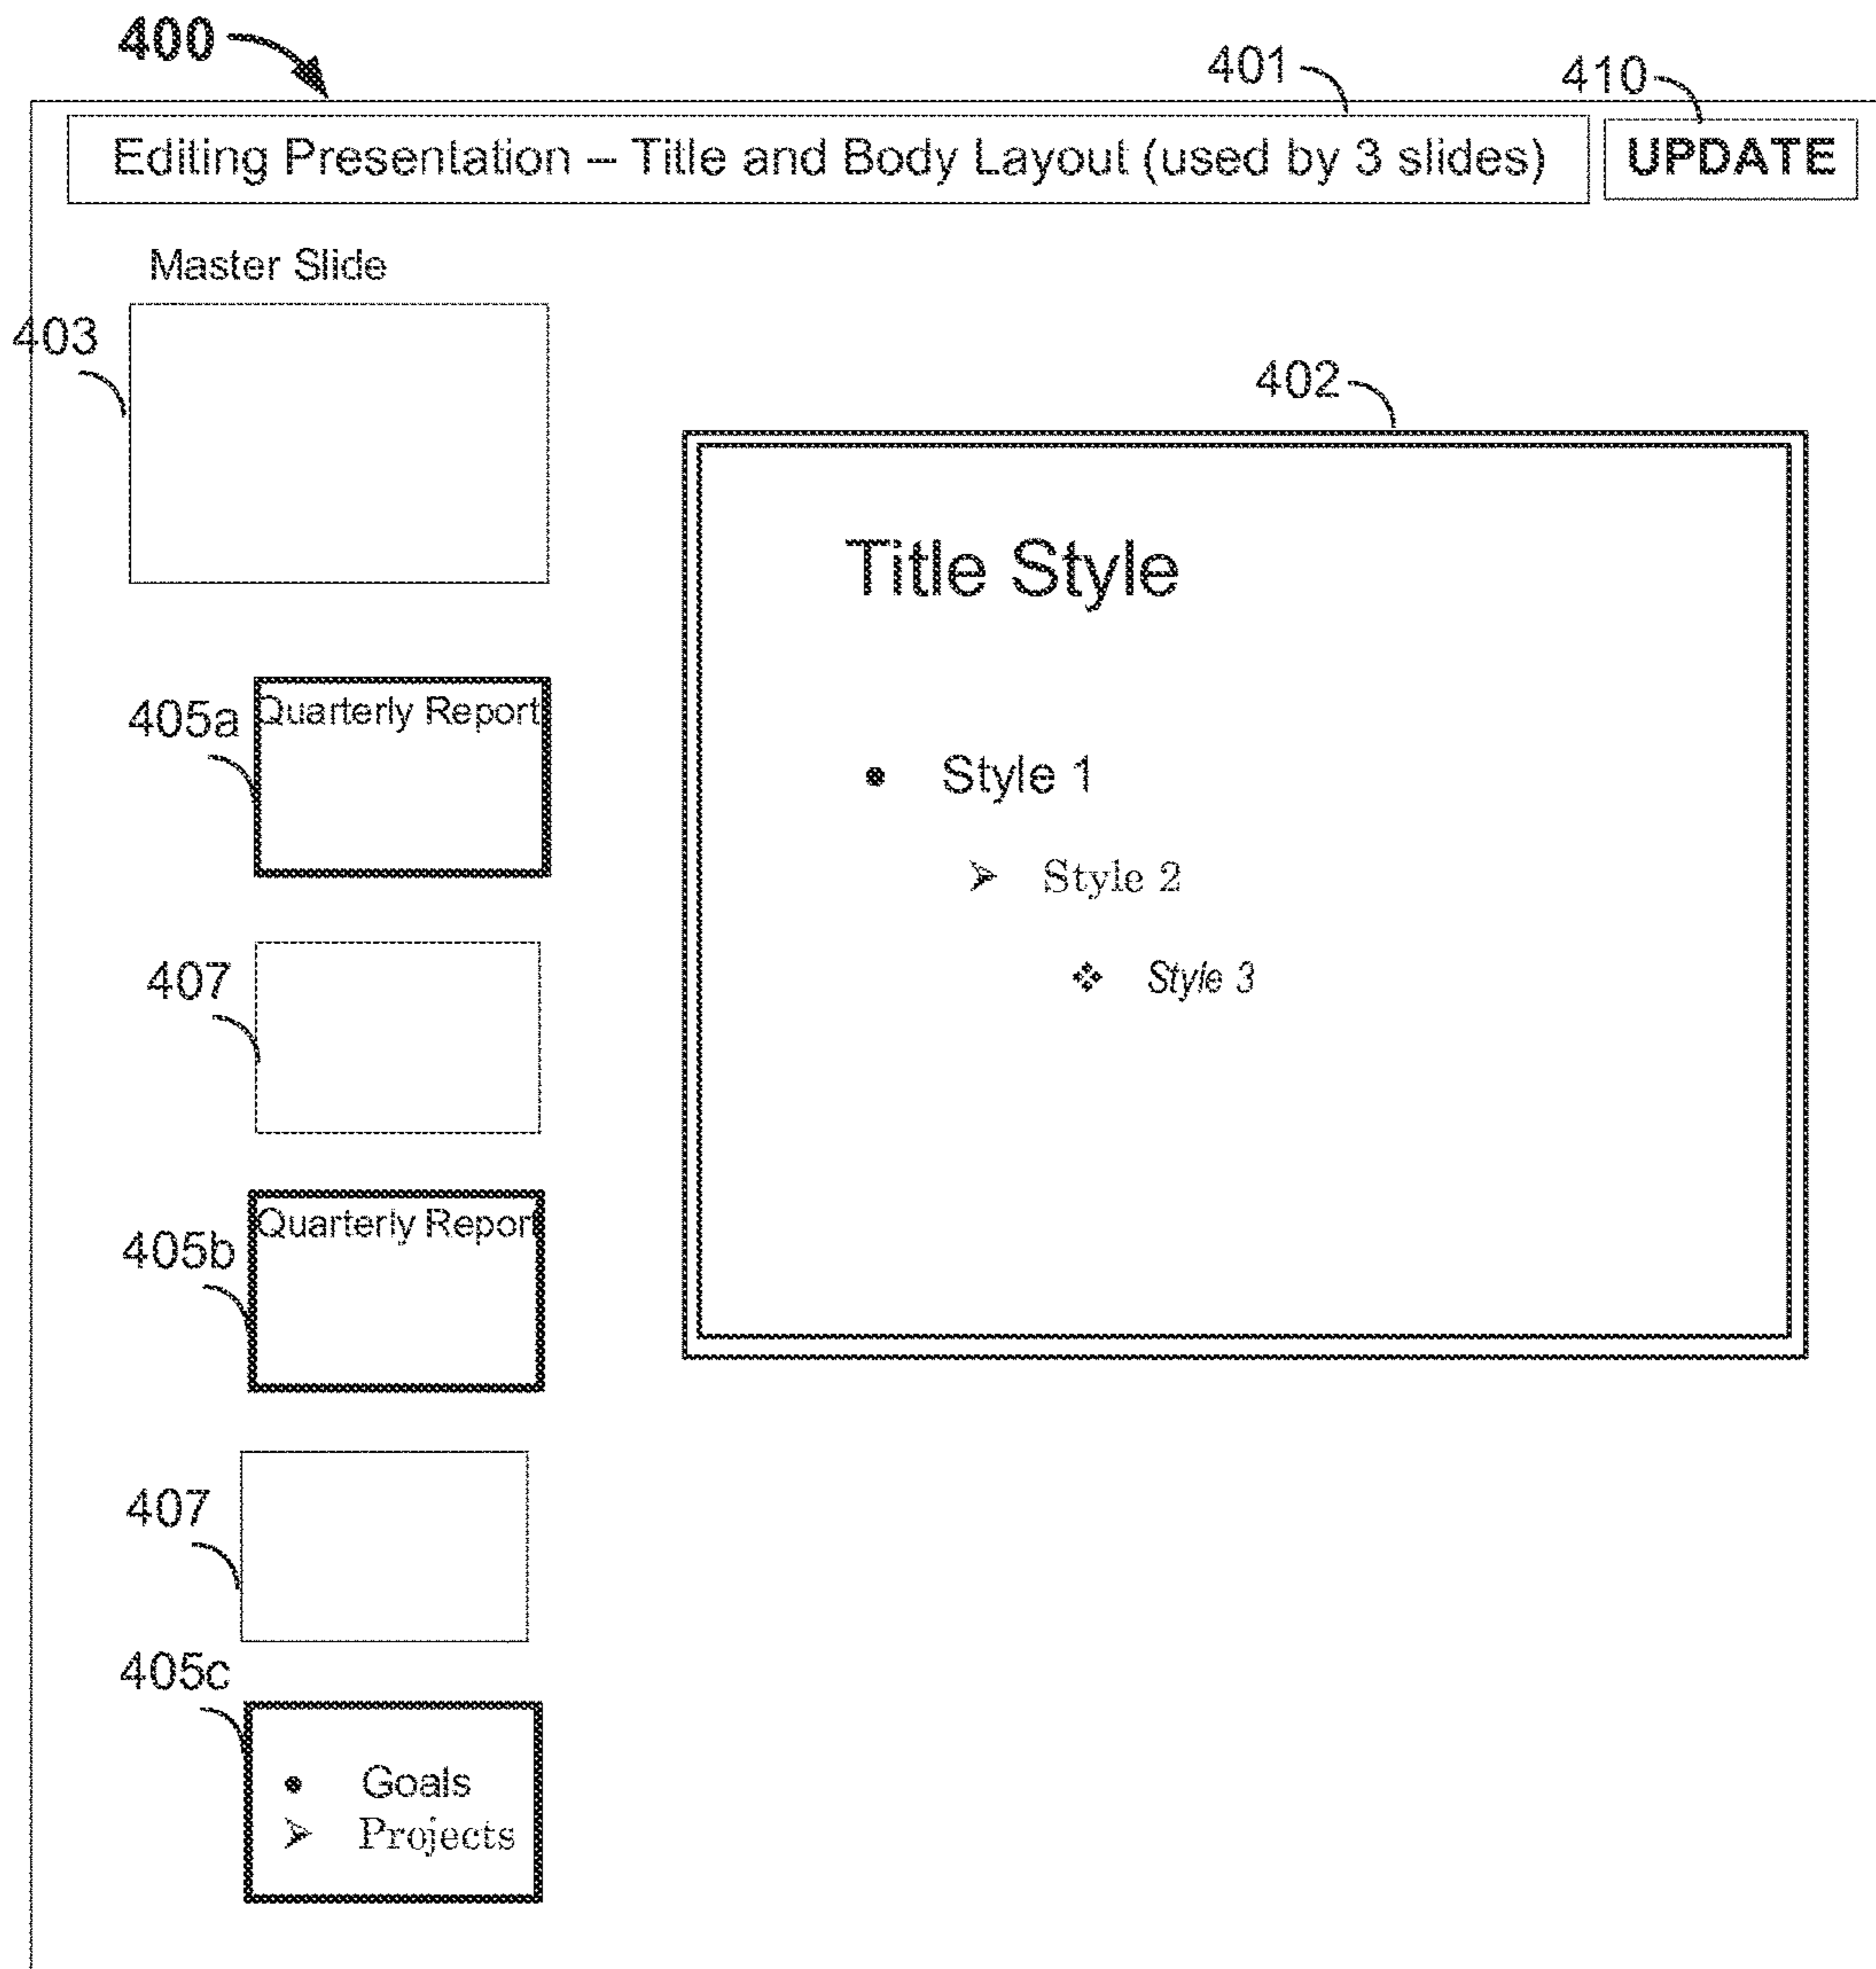 400
401
410
Editing Presentation – Title and Body Layout (used by 3 slides)
UPDATE
Master Slide
403
402
Title Style
405a
Quarterly Report
• Style 1
➢ Style 2
407
❖ Style 3
405b
Quarterly Report
407
405c
• Goals
➢ Projects